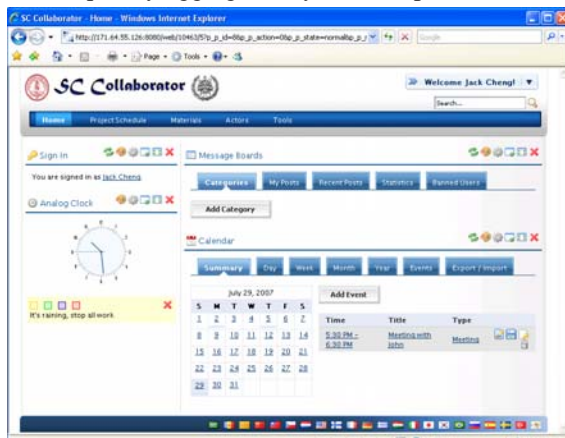 SC Collaborator - Home - Windows Internet Explorer
Google
Page Tools
SC Collaborator
Welcome Jack Cheng!
Search...
Home Project Schedule Materials Actors Tools
Sign In
You are signed in as Jack Cheng.
Analog Clock
It's raining, stop all work
Message Boards
Categories My Posts Recent Posts Statistics Banned Users
Add Category
Calendar
Summary Day Week Month Year Events Export / Import
July 29, 2007
S M T W T F S
1 2 3 4 5 6 7
8 9 10 11 12 13 14
15 16 17 18 19 20 21
22 23 24 25 26 27 28
29 30 31
Add Event
Time Title Type
5:30 PM - 6:30 PM Meeting with John Meeting